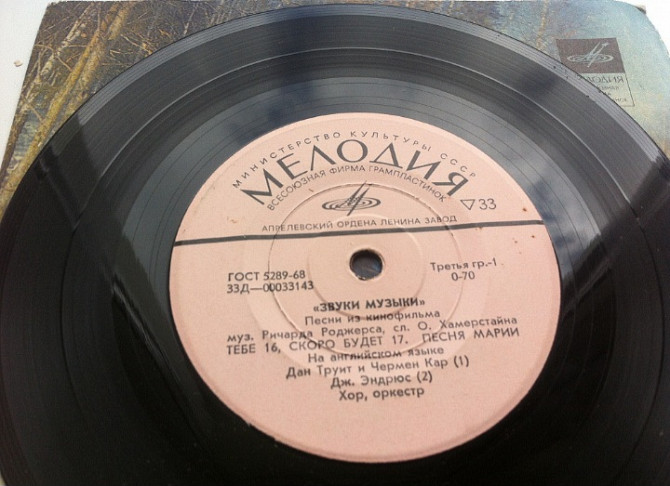 МИНИСТЕРСТВО КУЛЬТУРЫ СССР
МЕЛОДИЯ
ВСЕСОЮЗНАЯ ФИРМА ГРАМПЛАСТИНОК
33
АПРЕЛЕВСКИЙ ОРДЕНА ЛЕНИНА ЗАВОД
ГОСТ 5289-68
33Д—00033143
Третья гр.-1
0-70
«ЗВУКИ МУЗЫКИ»
Песни из кинофильма
муз. Ричарда Роджерса, сл. О. Хамерстайна
ТЕБЕ 16, СКОРО БУДЕТ 17. ПЕСНЯ МАРИИ
На английском языке
Дан Труит и Чермен Кар (1)
Дж. Эндрюс (2)
Хор, оркестр